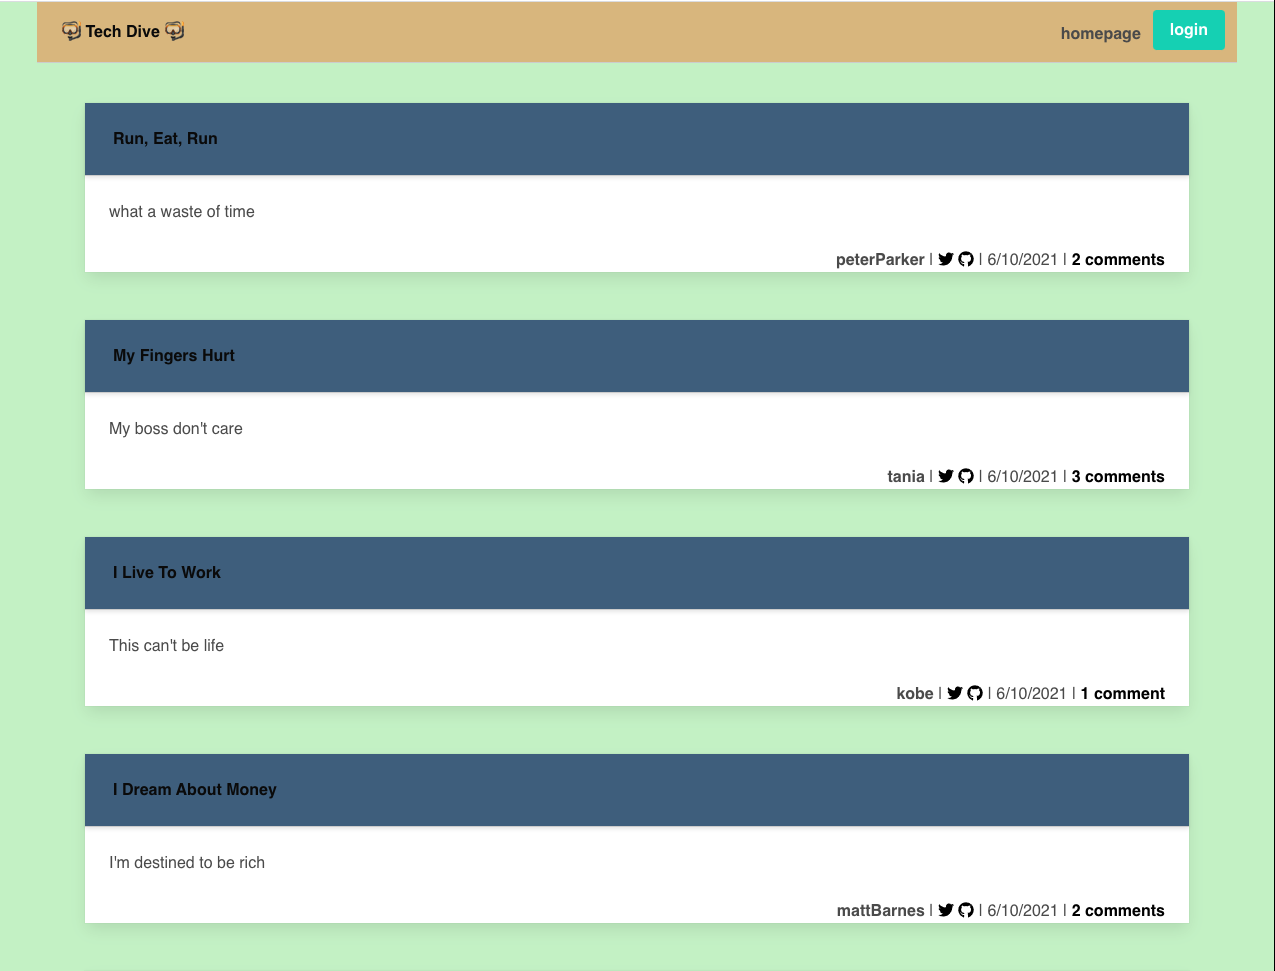 Tech Dive
homepage
login
Run, Eat, Run
what a waste of time
peterParker | | 6/10/2021 | 2 comments
My Fingers Hurt
My boss don't care
tania | | 6/10/2021 | 3 comments
I Live To Work
This can't be life
kobe | | 6/10/2021 | 1 comment
I Dream About Money
I'm destined to be rich
mattBarnes | | 6/10/2021 | 2 comments